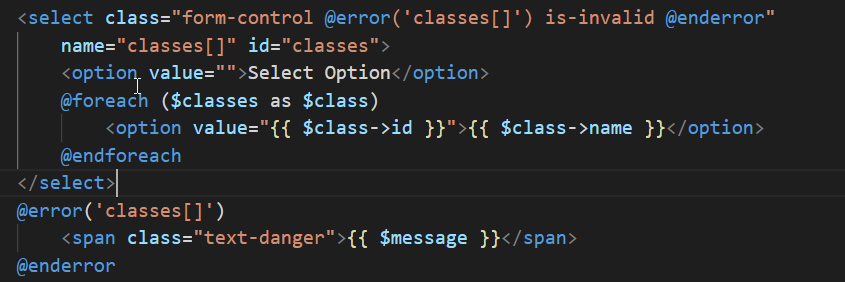 <select class="form-control @error('classes[]') is-invalid @enderror"
name="classes[]" id="classes">
<option value="">Select Option</option>
@foreach ($classes as $class)
<option value="{{ $class->id }}">{{ $class->name }}</option>
@endforeach
</select>
@error('classes[]')
<span class="text-danger">{{ $message }}</span>
@enderror